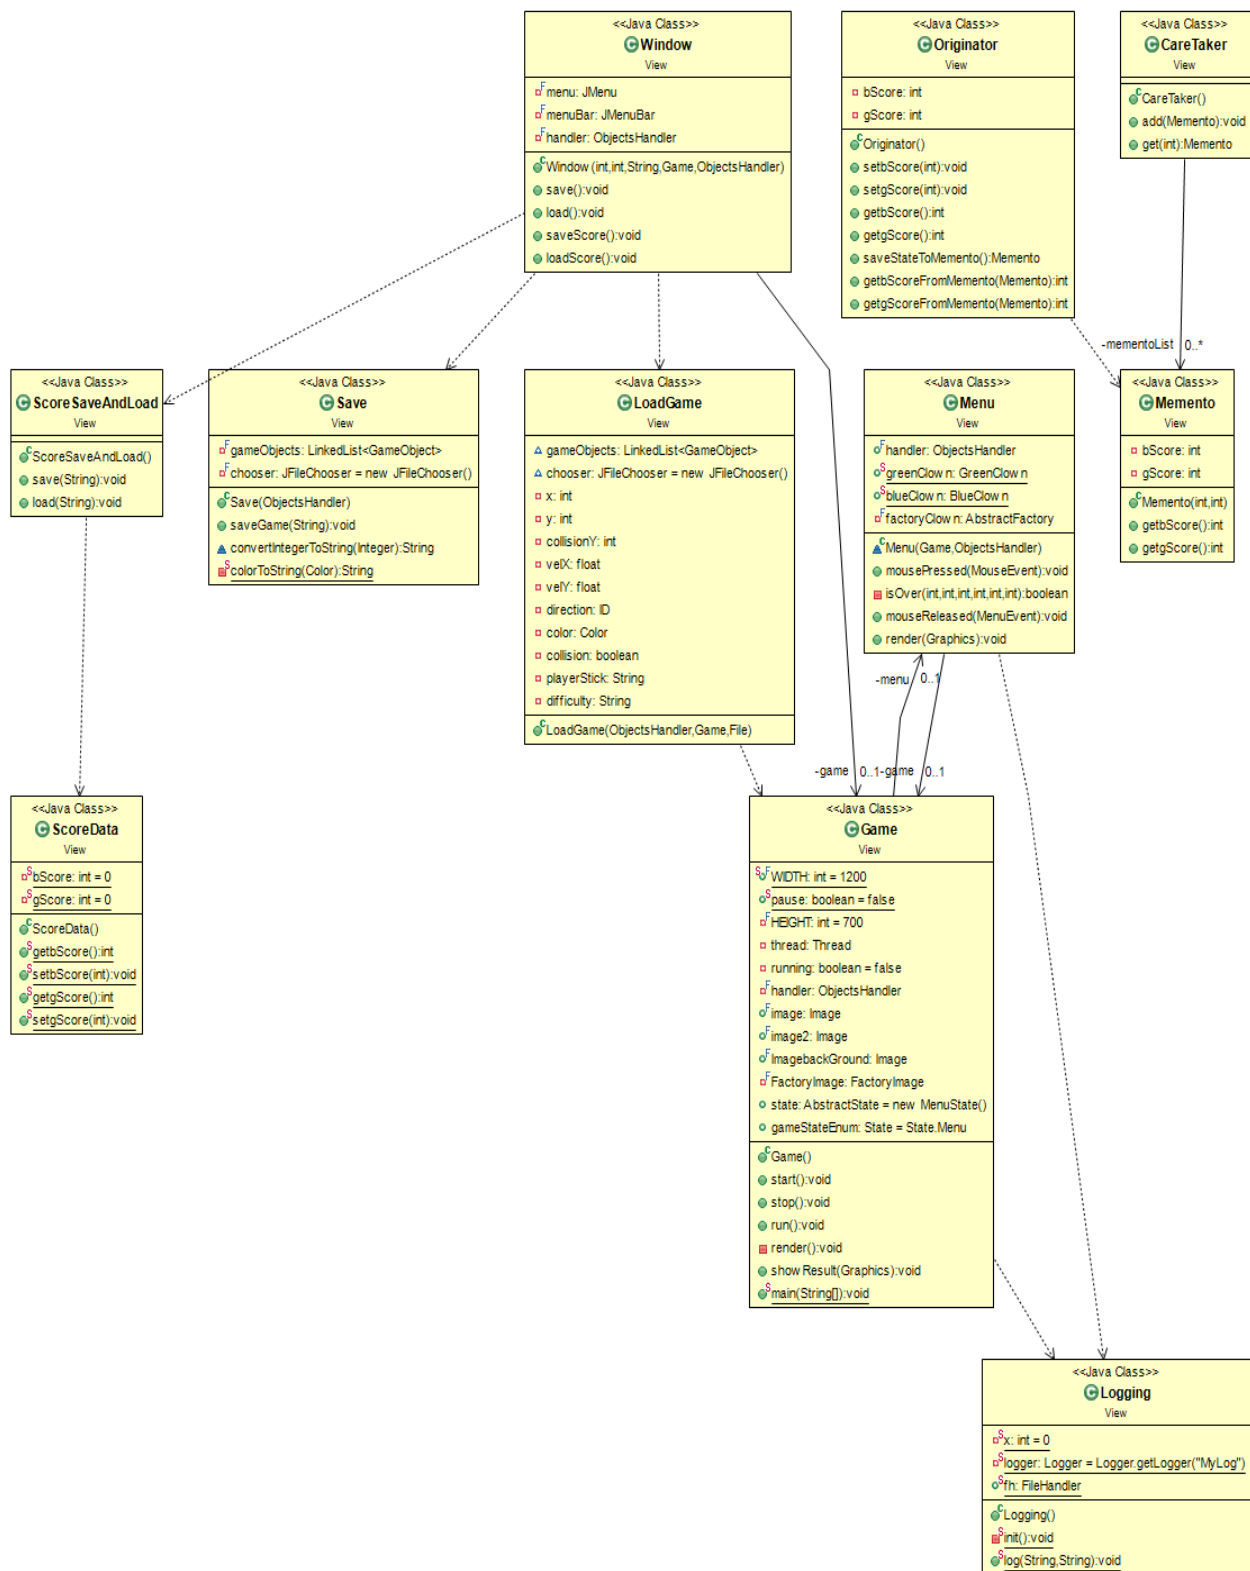 <<Java Class>>
Window
View
menu: JMenu
menuBar: JMenuBar
handler: ObjectsHandler
Window(int,int,String,Game,ObjectsHandler)
save():void
load():void
saveScore():void
loadScore():void
<<Java Class>>
Originator
View
bScore: int
gScore: int
Originator()
setbScore(int):void
setgScore(int):void
getbScore():int
getgScore():int
saveStateToMemento():Memento
getbScoreFromMemento(Memento):int
getgScoreFromMemento(Memento):int
<<Java Class>>
CareTaker
View
CareTaker()
add(Memento):void
get(int):Memento
-mementoList 0..*
<<Java Class>>
ScoreSaveAndLoad
View
ScoreSaveAndLoad()
save(String):void
load(String):void
<<Java Class>>
Save
View
gameObjects: LinkedList<GameObject>
chooser: JFileChooser = new JFileChooser()
Save(ObjectsHandler)
saveGame(String):void
convertIntegerToString(Integer):String
colorToString(Color):String
<<Java Class>>
LoadGame
View
gameObjects: LinkedList<GameObject>
chooser: JFileChooser = new JFileChooser()
x: int
y: int
collisionY: int
velX: float
velY: float
direction: ID
color: Color
collision: boolean
playerStick: String
difficulty: String
LoadGame(ObjectsHandler,Game,File)
<<Java Class>>
Menu
View
handler: ObjectsHandler
greenClown: GreenClown
blueClown: BlueClown
factoryClown: AbstractFactory
Menu(Game,ObjectsHandler)
mousePressed(MouseEvent):void
isOver(int,int,int,int,int,int):boolean
mouseReleased(MenuEvent):void
render(Graphics):void
<<Java Class>>
Memento
View
bScore: int
gScore: int
Memento(int,int)
getbScore():int
getgScore():int
-menu 0..1
-game 0..1
-game 0..1
<<Java Class>>
ScoreData
View
bScore: int = 0
gScore: int = 0
ScoreData()
getbScore():int
setbScore(int):void
getgScore():int
setgScore(int):void
<<Java Class>>
Game
View
WIDTH: int = 1200
pause: boolean = false
HEIGHT: int = 700
thread: Thread
running: boolean = false
handler: ObjectsHandler
image: Image
image2: Image
ImagebackGround: Image
FactoryImage: FactoryImage
state: AbstractState = new MenuState()
gameStateEnum: State = State.Menu
Game()
start():void
stop():void
run():void
render():void
showResult(Graphics):void
main(String[]):void
<<Java Class>>
Logging
View
x: int = 0
logger: Logger = Logger.getLogger("MyLog")
fh: FileHandler
Logging()
init():void
log(String,String):void